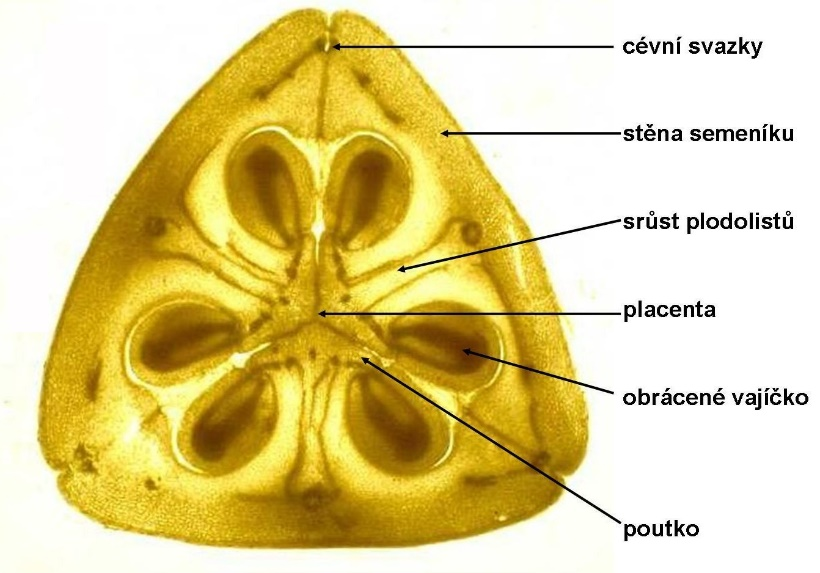 cévní svazky
stěna semeníku
srůst plodolistů
placenta
obrácené vajíčko
poutko